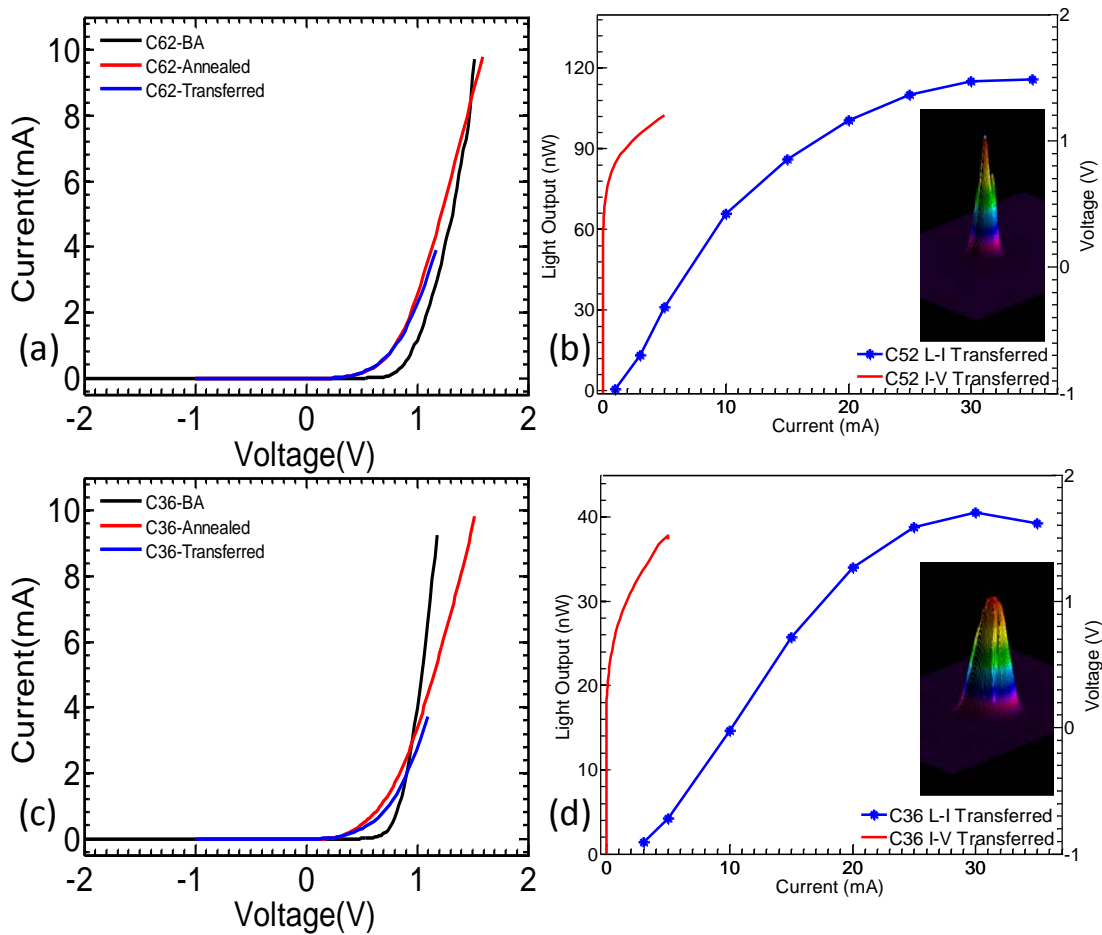 C62-BA
C62-Annealed
C62-Transferred
10
8
6
4
2
0
Current(mA)
(a)
-2 -1 0 1 2
Voltage(V)
120
90
60
30
0
Light Output (nW)
2
1
0
-1
Voltage (V)
C52 L-I Transferred
C52 I-V Transferred
(b)
0 10 20 30
Current (mA)
C36-BA
C36-Annealed
C36-Transferred
10
8
6
4
2
0
Current(mA)
(c)
-2 -1 0 1 2
Voltage(V)
40
30
20
10
0
Light Output (nW)
2
1
0
-1
Voltage (V)
C36 L-I Transferred
C36 I-V Transferred
(d)
0 10 20 30
Current (mA)